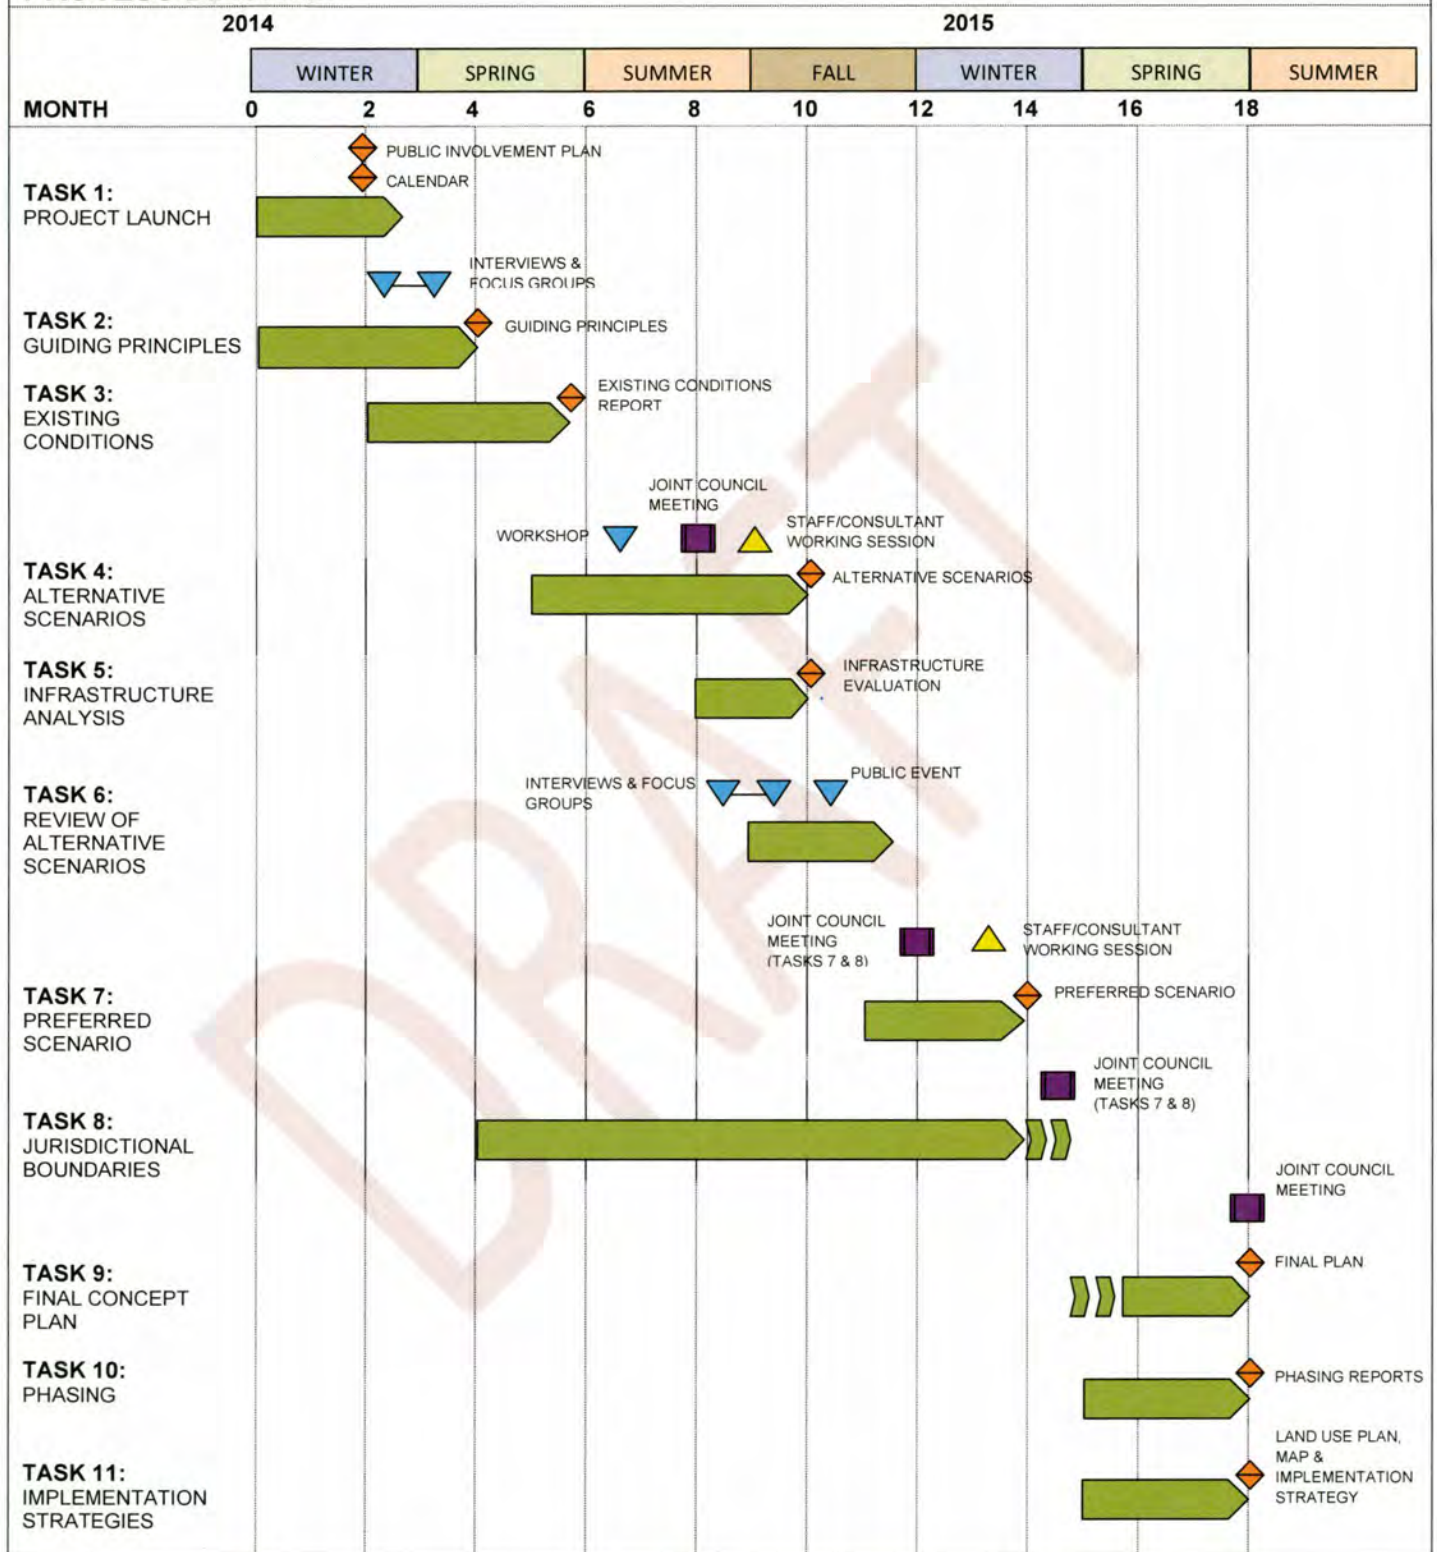 2014 2015
WINTER SPRING SUMMER FALL WINTER SPRING SUMMER
MONTH 0 2 4 6 8 10 12 14 16 18
PUBLIC INVOLVEMENT PLAN
CALENDAR
TASK 1:
PROJECT LAUNCH
INTERVIEWS &
FOCUS GROUPS
TASK 2:
GUIDING PRINCIPLES
GUIDING PRINCIPLES
TASK 3:
EXISTING
CONDITIONS
EXISTING CONDITIONS
REPORT
JOINT COUNCIL
MEETING
WORKSHOP
STAFF/CONSULTANT
WORKING SESSION
TASK 4:
ALTERNATIVE
SCENARIOS
ALTERNATIVE SCENARIOS
TASK 5:
INFRASTRUCTURE
ANALYSIS
INFRASTRUCTURE
EVALUATION
INTERVIEWS & FOCUS
GROUPS
PUBLIC EVENT
TASK 6:
REVIEW OF
ALTERNATIVE
SCENARIOS
JOINT COUNCIL
MEETING
(TASKS 7 & 8)
STAFF/CONSULTANT
WORKING SESSION
TASK 7:
PREFERRED
SCENARIO
PREFERRED SCENARIO
JOINT COUNCIL
MEETING
(TASKS 7 & 8)
TASK 8:
JURISDICTIONAL
BOUNDARIES
JOINT COUNCIL
MEETING
TASK 9:
FINAL CONCEPT
PLAN
FINAL PLAN
TASK 10:
PHASING
PHASING REPORTS
TASK 11:
IMPLEMENTATION
STRATEGIES
LAND USE PLAN,
MAP &
IMPLEMENTATION
STRATEGY
DRAFT